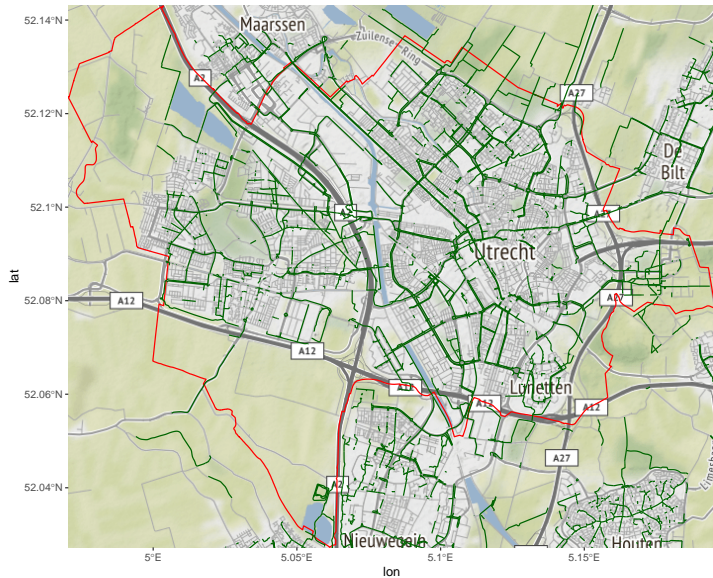 52.14°N
Maarssen
Zuilense-Ring
A2
A27
52.12°N
De
Bilt
52.1°N
A2
A27
Utrecht
lat
52.08°N
A12
A27
A12
52.06°N
A12
Lunetten
A12
A12
A27
52.04°N
A2
Nieuwegein
Houten
5°E
5.05°E
5.1°E
5.15°E
lon